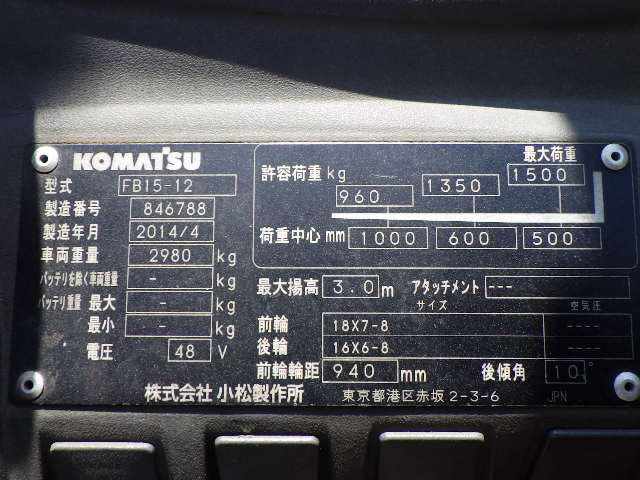 KOMATSU
型式 FB15-12
製造番号 846788
製造年月 2014/4
車両重量 2980 kg
バッテリを除く車両重量 - kg
バッテリ重量 最大 - kg
最小 - kg
電圧 48 V
最大荷重
許容荷重 kg 960 1350 1500
荷重中心 mm 1000 600 500
最大揚高 3.0 m アタッチメント ---
サイズ 空気圧
前輪 18X7-8 ----
後輪 16X6-8 ----
前輪輪距 940 mm 後傾角 10°
株式会社 小松製作所 東京都港区赤坂 2-3-6 JPN